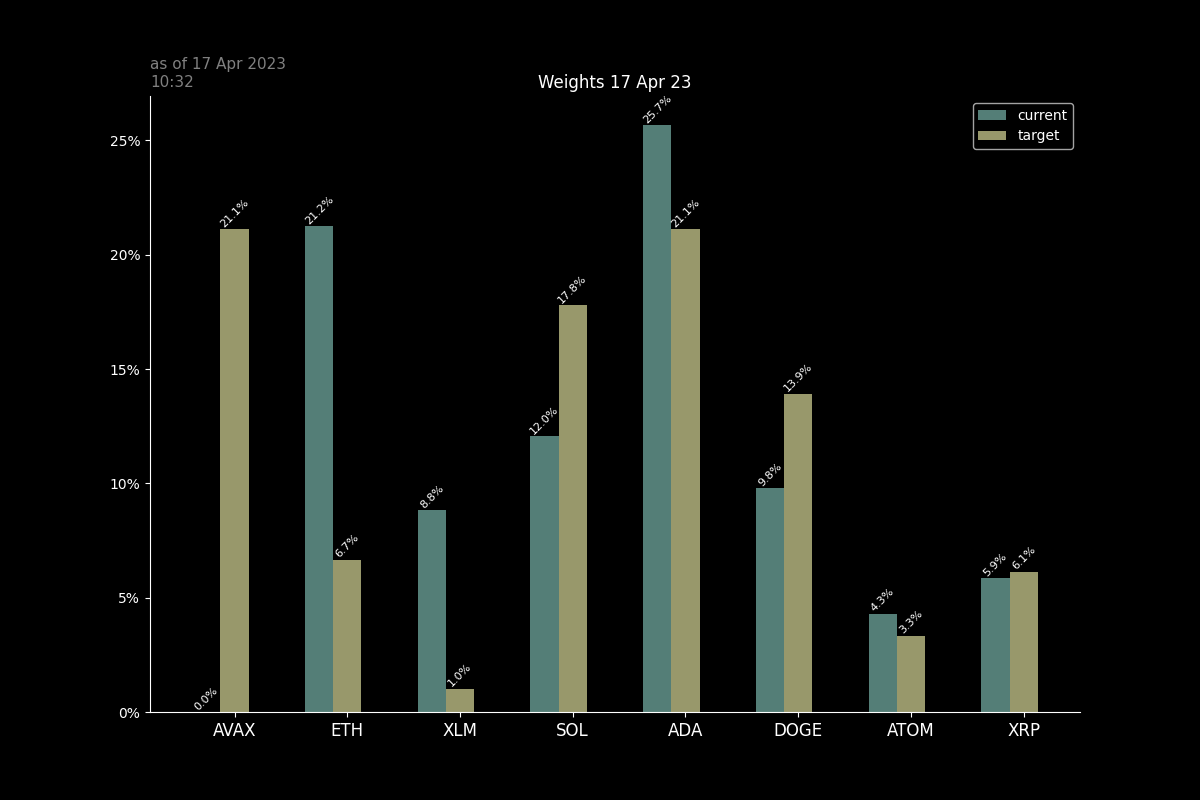 as of 17 Apr 2023
10:32
Weights 17 Apr 23
current
target
25%
20%
15%
10%
5%
0%
0.0%
21.1%
21.2%
6.7%
8.8%
1.0%
12.0%
17.8%
25.7%
21.1%
9.8%
13.9%
4.3%
3.3%
5.9%
6.1%
AVAX
ETH
XLM
SOL
ADA
DOGE
ATOM
XRP